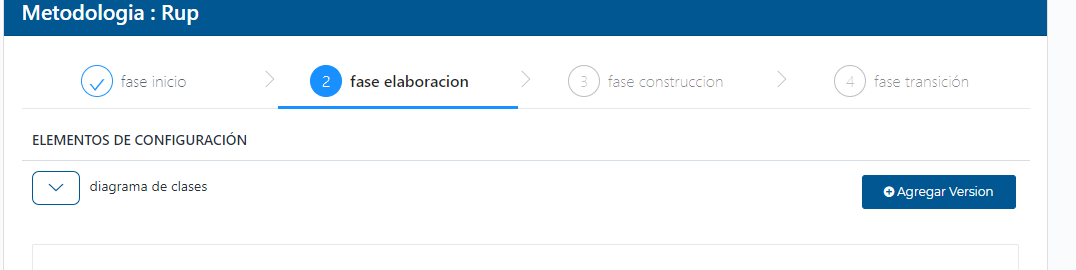 Metodologia : Rup
fase inicio
2 fase elaboracion
3 fase construccion
4 fase transición
ELEMENTOS DE CONFIGURACIÓN
diagrama de clases
Agregar Version